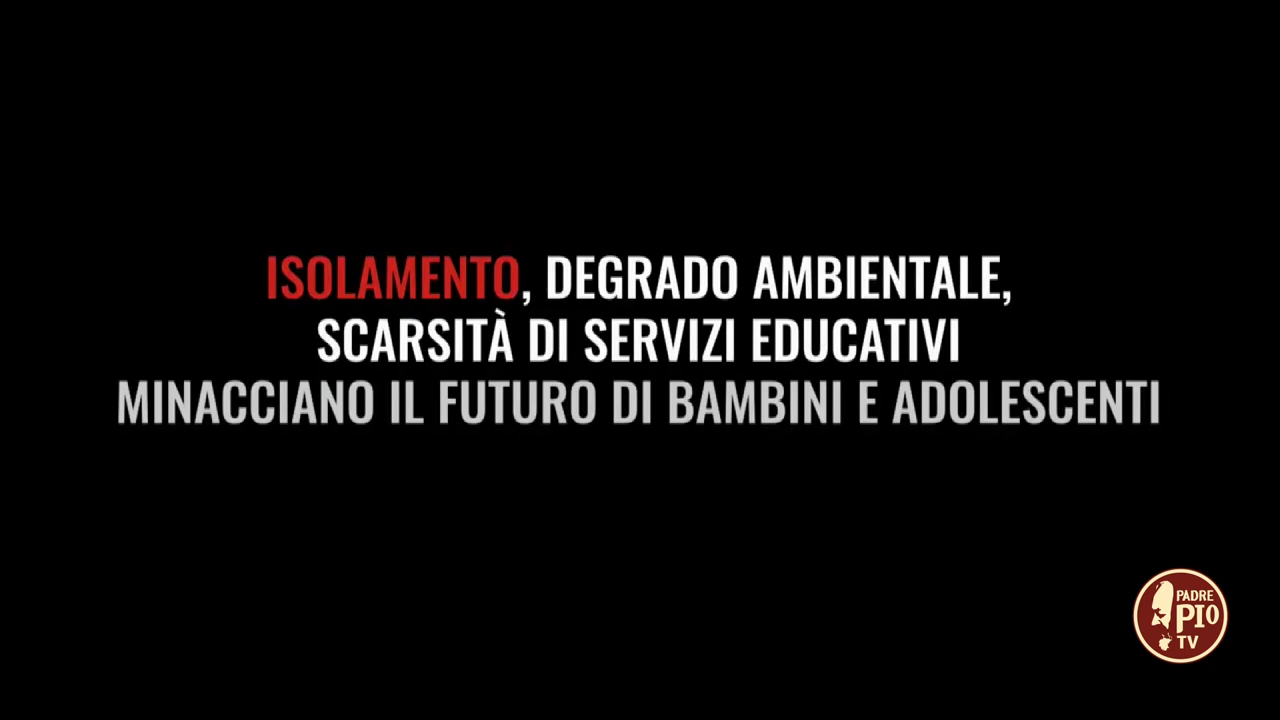 ISOLAMENTO, DEGRADO AMBIENTALE,
SCARSITÀ DI SERVIZI EDUCATIVI
MINACCIANO IL FUTURO DI BAMBINI E ADOLESCENTI
PADRE
PIO
TV